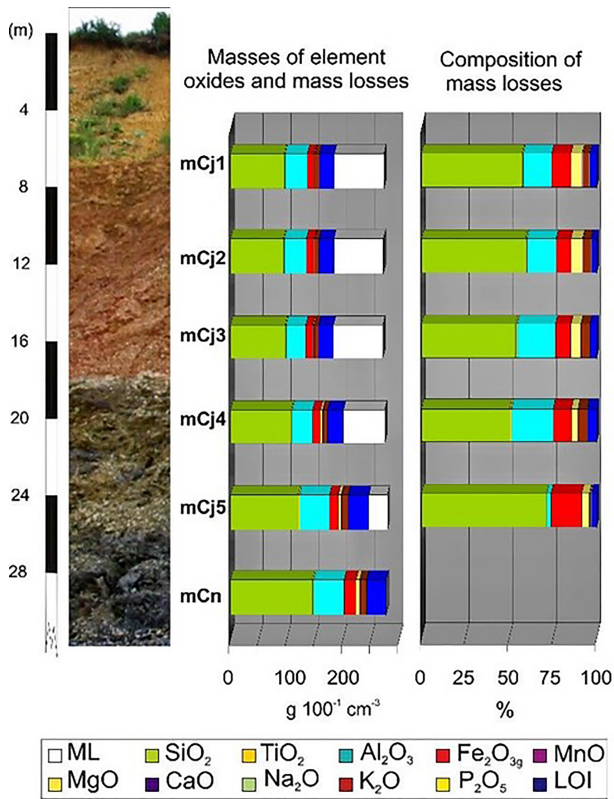 (m)
4
8
12
16
20
24
28
Masses of element
oxides and mass losses
mCj1
mCj2
mCj3
mCj4
mCj5
mCn
0 100 200
g 100⁻¹ cm⁻³
Composition of
mass losses
0 25 50 75 100
%
ML SiO₂ TiO₂ Al₂O₃ Fe₂O₃g MnO
MgO CaO Na₂O K₂O P₂O₅ LOI